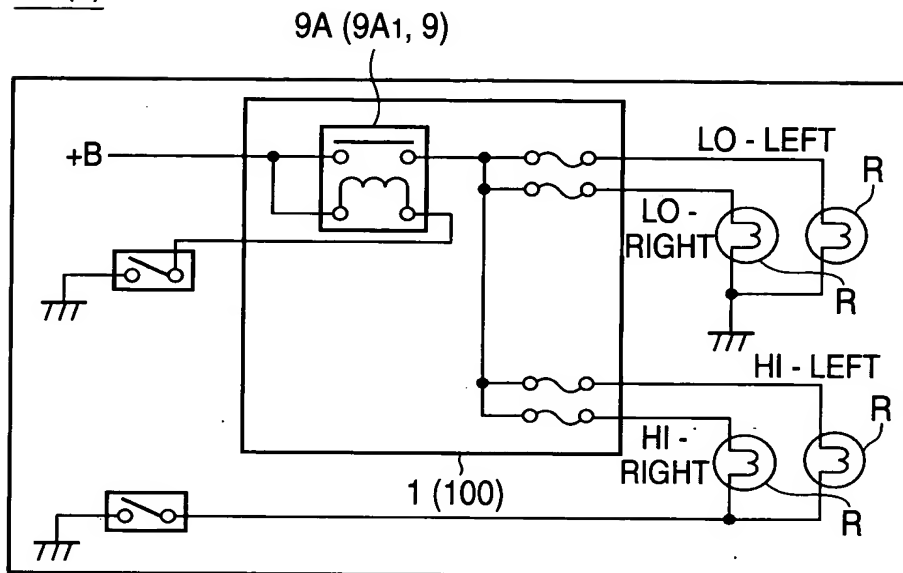 9A (9A1, 9)
+B
LO - LEFT
R
LO -
RIGHT
R
HI - LEFT
R
HI -
RIGHT
R
1 (100)